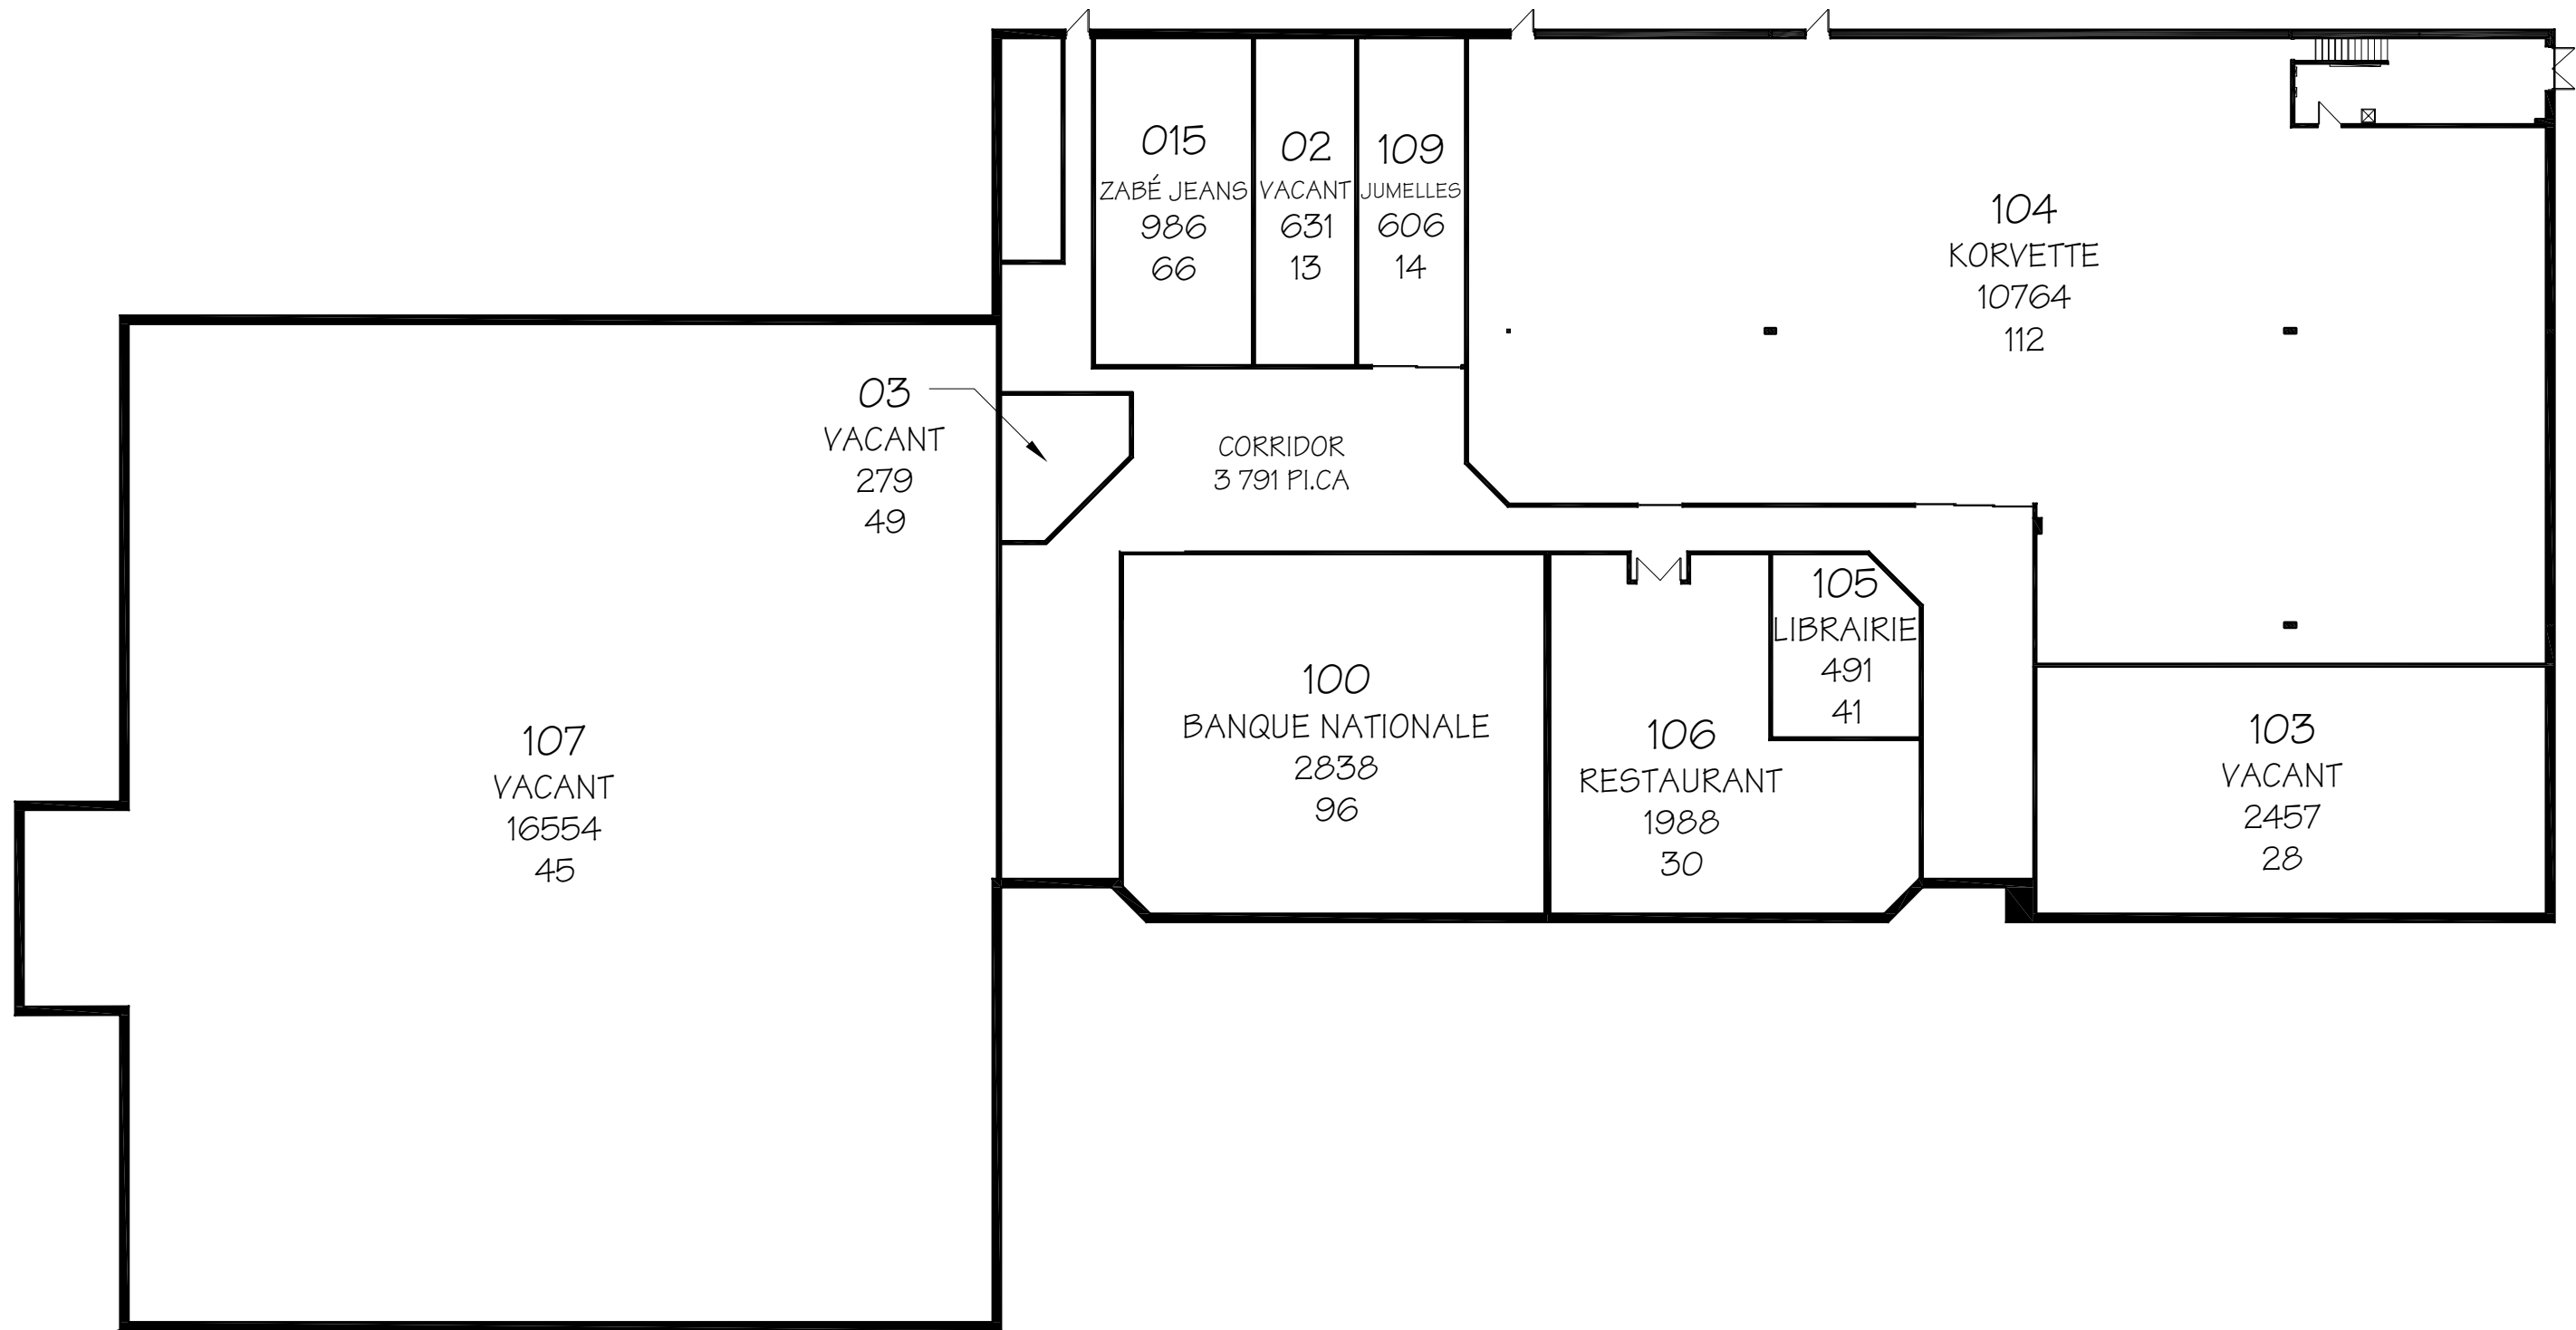 015
ZABÉ JEANS
986
66
02
VACANT
631
13
109
JUMELLES
606
14
104
KORVETTE
10764
112
03
VACANT
279
49
CORRIDOR
3 791 PI.CA
107
VACANT
16554
45
100
BANQUE NATIONALE
2838
96
106
RESTAURANT
1988
30
105
LIBRAIRIE
491
41
103
VACANT
2457
28